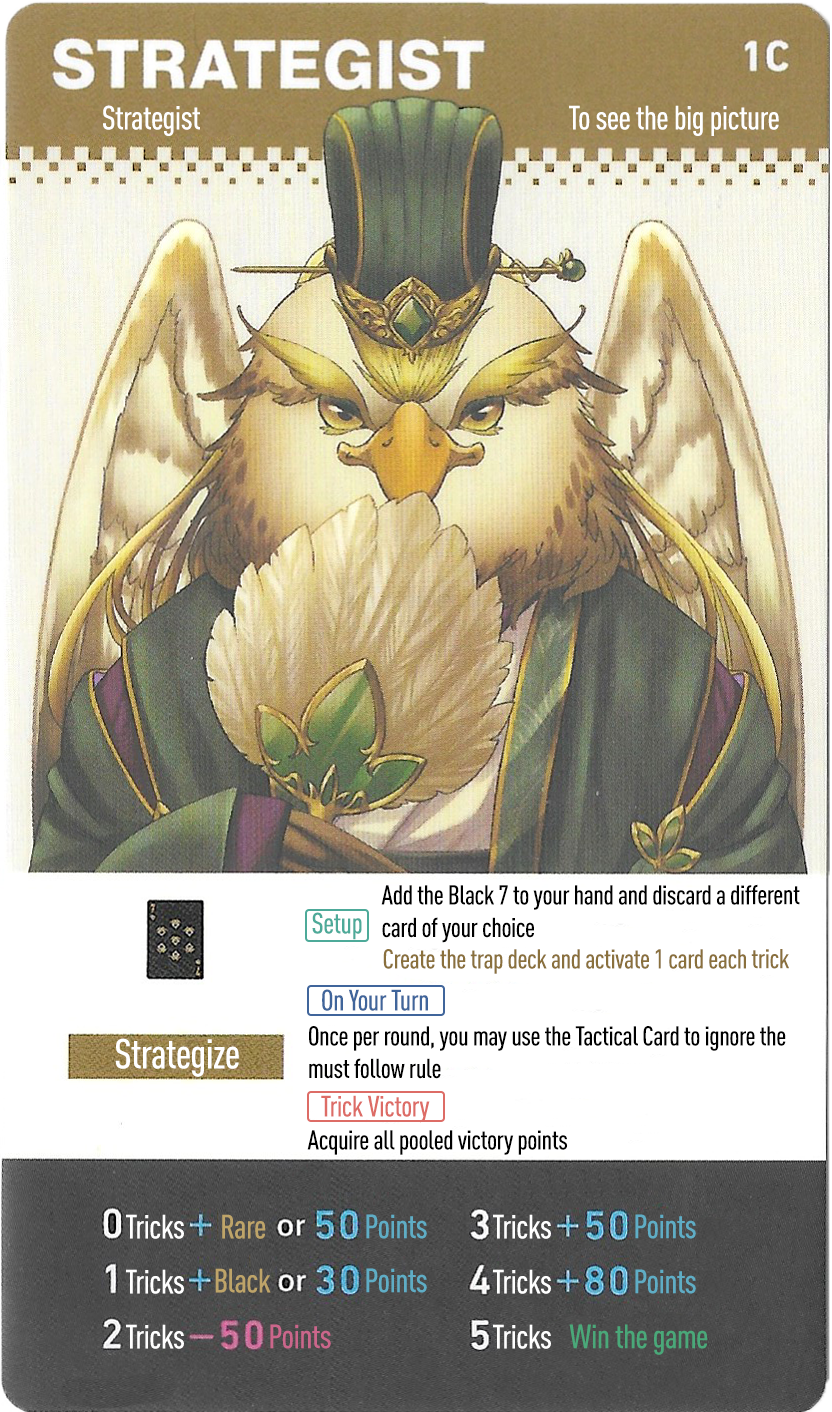 STRATEGIST 1C
Strategist To see the big picture
Setup Add the Black 7 to your hand and discard a different
card of your choice
Create the trap deck and activate 1 card each trick
On Your Turn
Once per round, you may use the Tactical Card to ignore the
must follow rule
Strategize
Trick Victory
Acquire all pooled victory points
0 Tricks + Rare or 50 Points
1 Tricks + Black or 30 Points
2 Tricks − 50 Points
3 Tricks + 50 Points
4 Tricks + 80 Points
5 Tricks Win the game